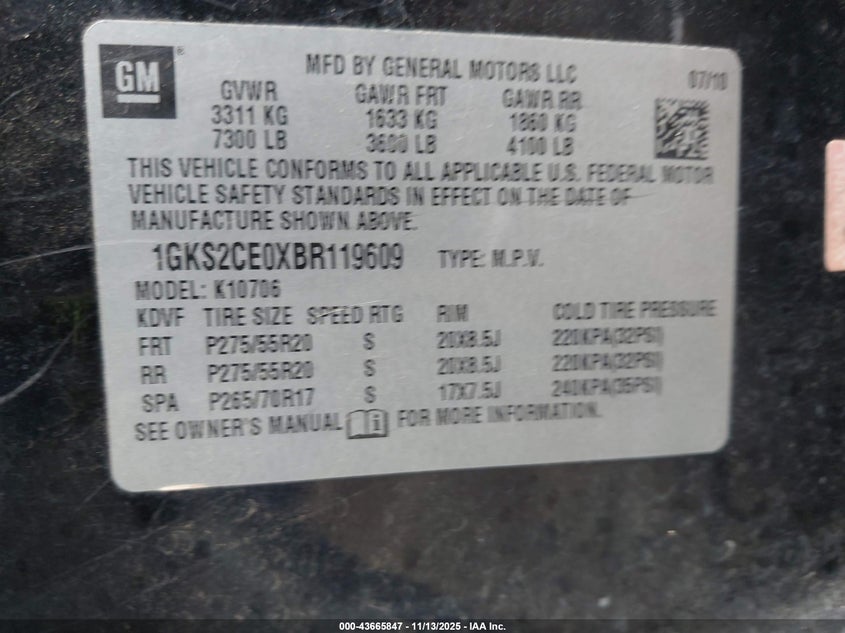 GM
®
MFD BY GENERAL MOTORS LLC
07/10
GVWR GAWR FRT GAWR RR
3311 KG 1633 KG 1860 KG
7300 LB 3600 LB 4100 LB
THIS VEHICLE CONFORMS TO ALL APPLICABLE U.S. FEDERAL MOTOR
VEHICLE SAFETY STANDARDS IN EFFECT ON THE DATE OF
MANUFACTURE SHOWN ABOVE.
1GKS2CE0XBR119609 TYPE: M.P.V.
MODEL: K10706
KDVF TIRE SIZE SPEED RTG RIM COLD TIRE PRESSURE
FRT P275/55R20 S 20X8.5J 220KPA(32PSI)
RR P275/55R20 S 20X8.5J 220KPA(32PSI)
SPA P265/70R17 S 17X7.5J 240KPA(35PSI)
SEE OWNER'S MANUAL FOR MORE INFORMATION.
000-43665847 - 11/13/2025 - IAA Inc.